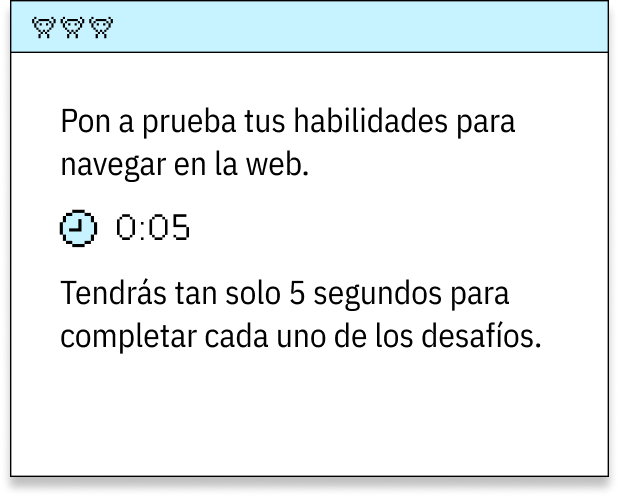 Pon a prueba tus habilidades para
navegar en la web.
0:05
Tendrás tan solo 5 segundos para
completar cada uno de los desafíos.